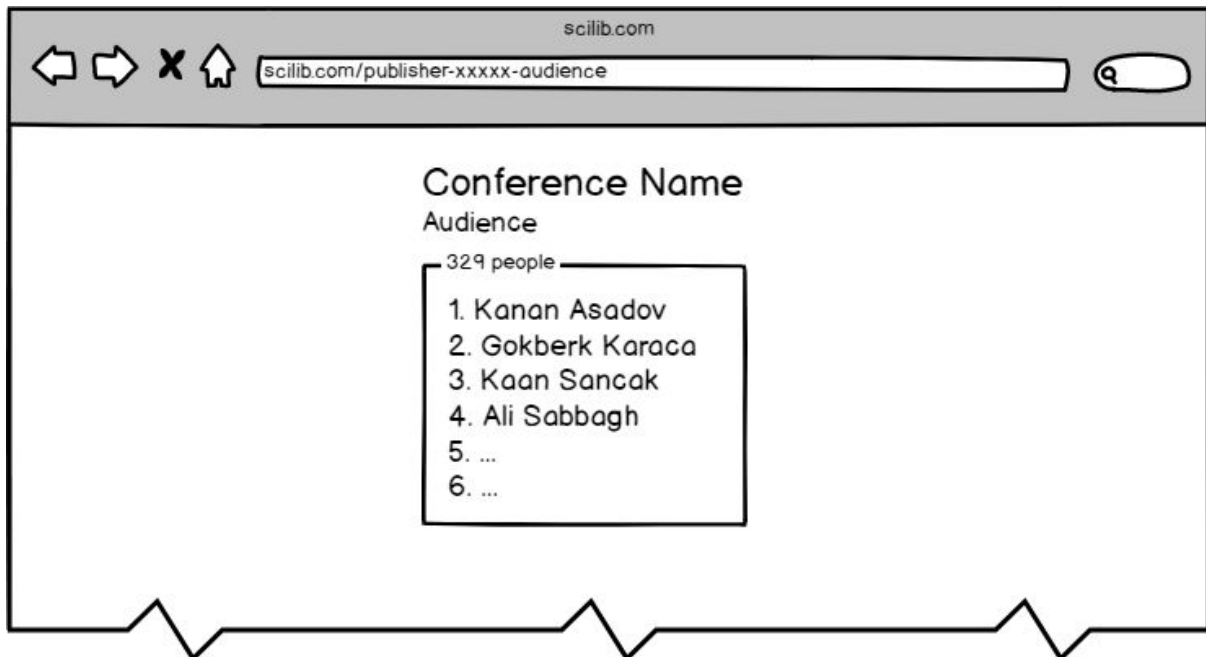 scilib.com
scilib.com/publisher-xxxxx-audience
Conference Name
Audience
329 people
1. Kanan Asadov
2. Gokberk Karaca
3. Kaan Sancak
4. Ali Sabbagh
5. ...
6. ...